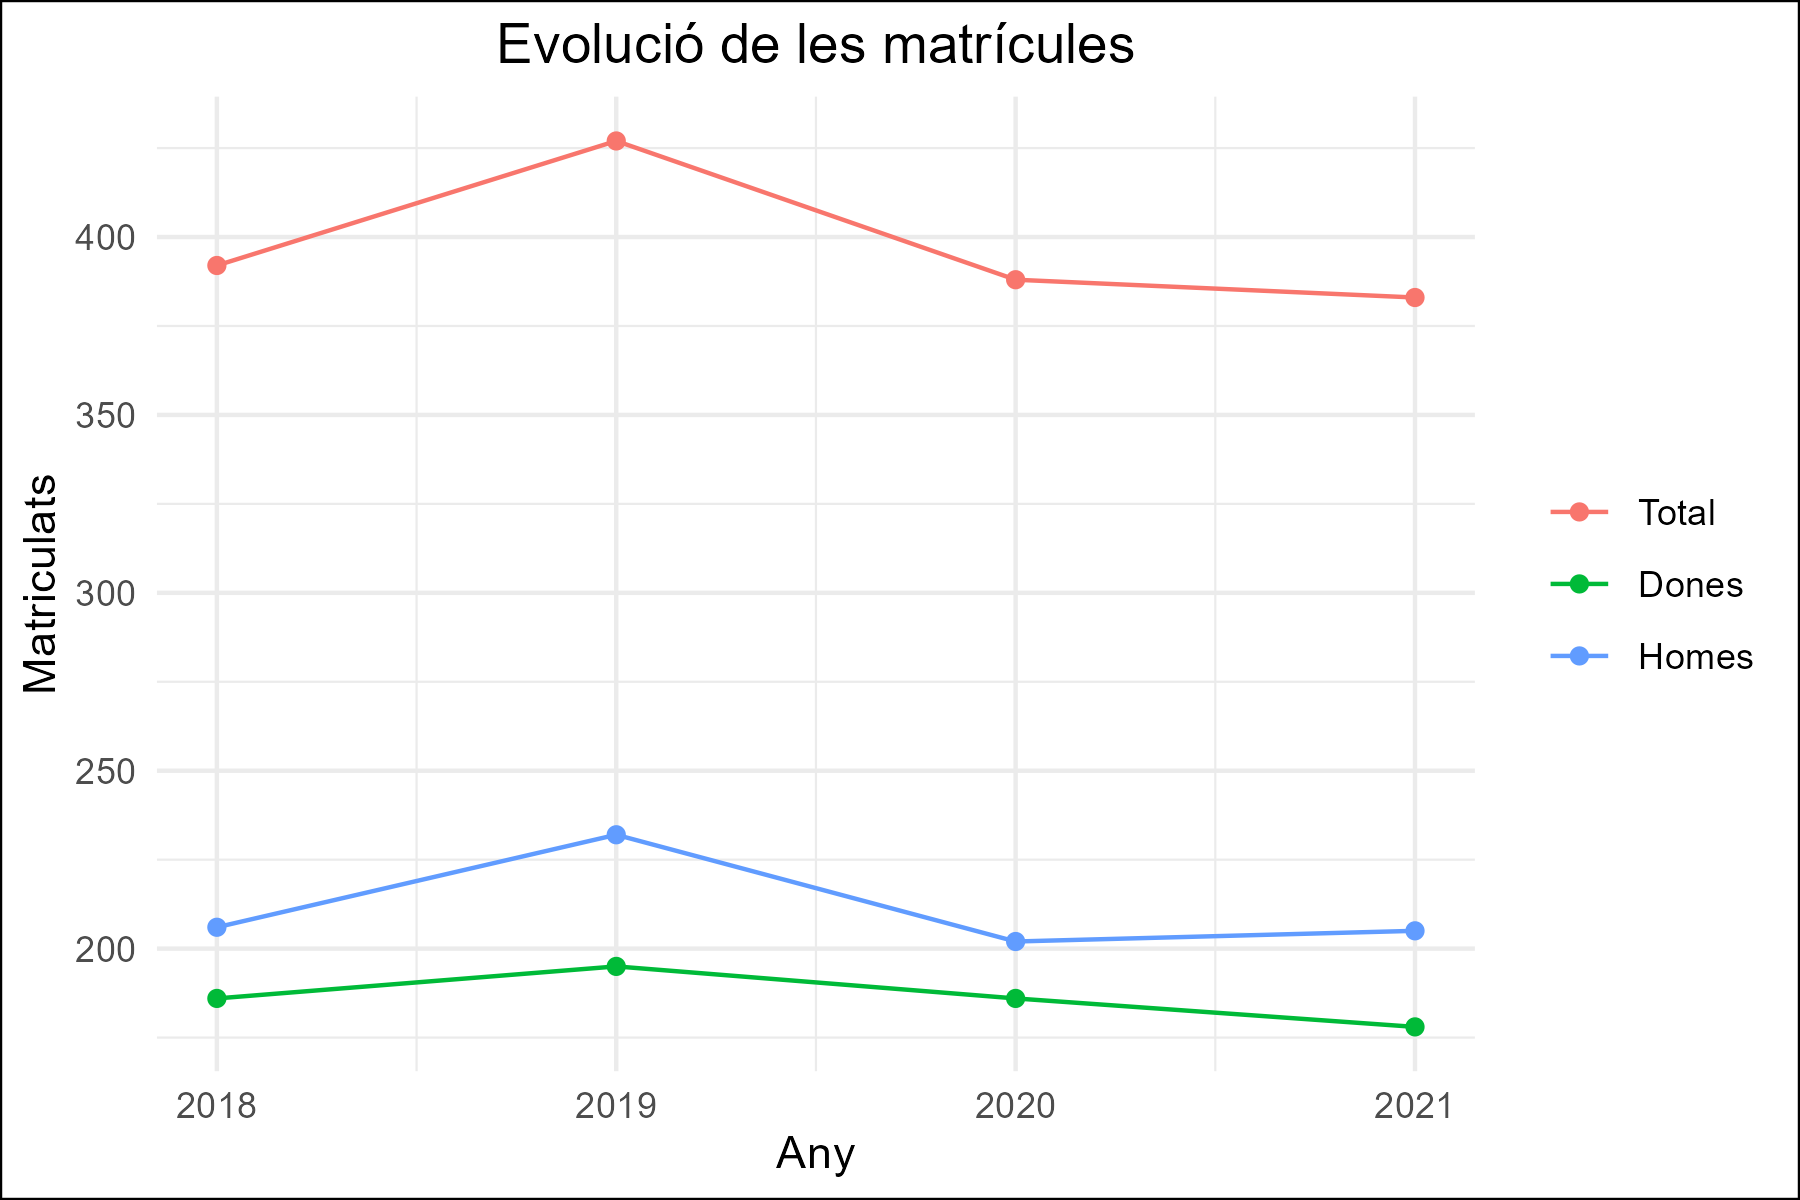 Evolució de les matrícules
Matriculats
400
350
300
250
200
2018 2019 2020 2021
Any
Total
Dones
Homes